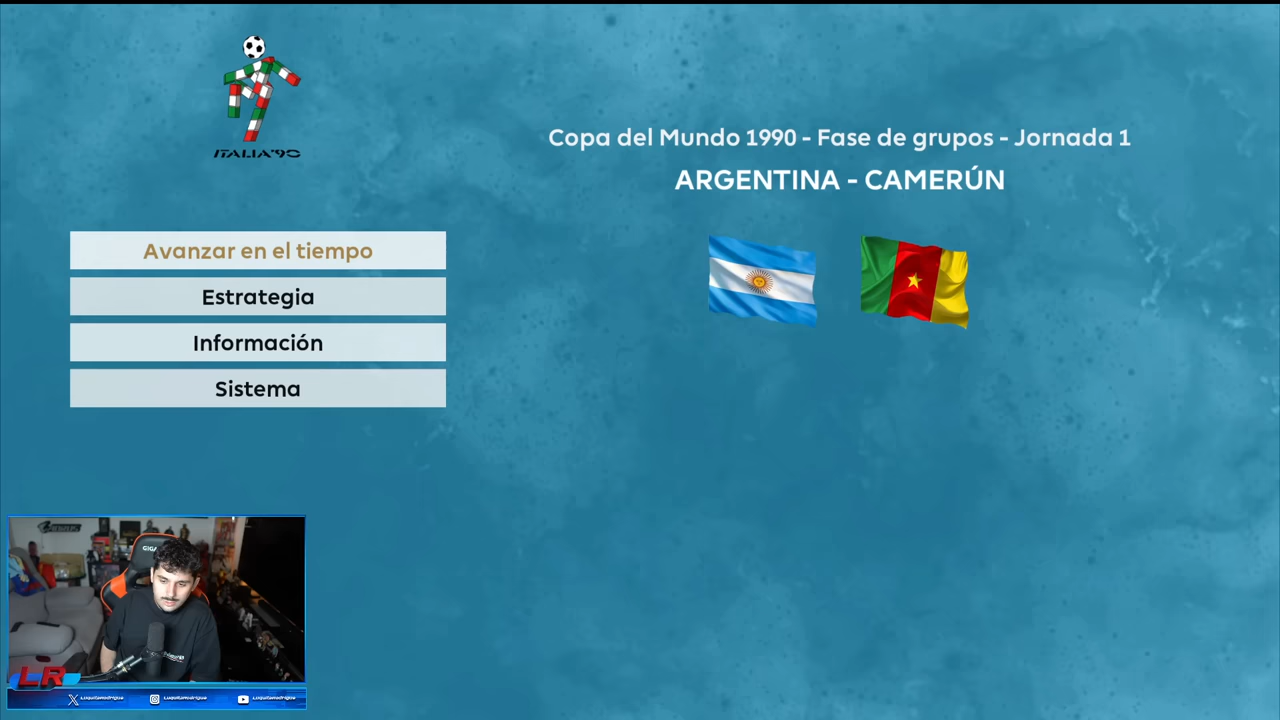 ITALIA'90
Copa del Mundo 1990 - Fase de grupos - Jornada 1
ARGENTINA - CAMERÚN
Avanzar en el tiempo
Estrategia
Información
Sistema
LR